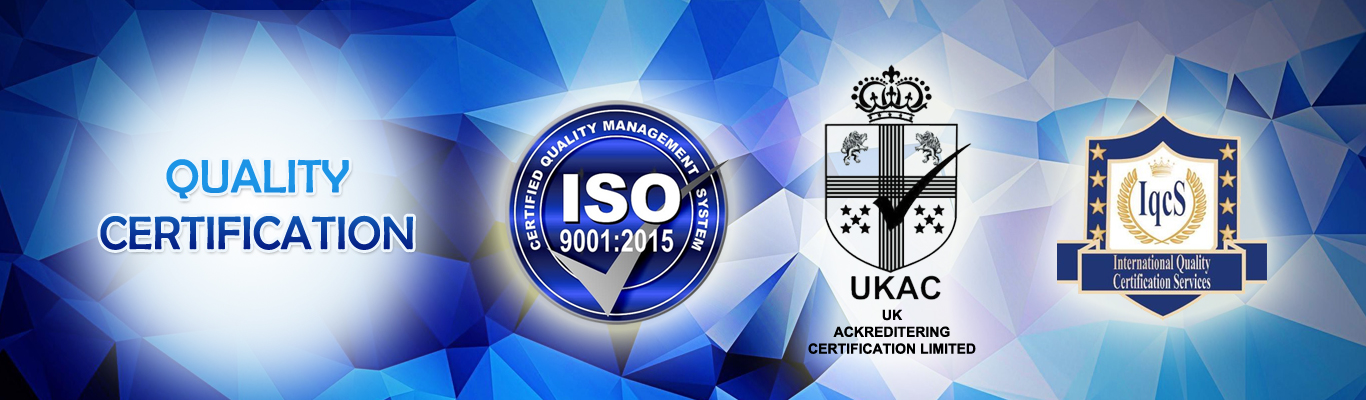 QUALITY
CERTIFICATION
CERTIFIED QUALITY MANAGEMENT SYSTEM
ISO
9001:2015
UKAC
UK
ACKREDITERING
CERTIFICATION LIMITED
IqcS
International Quality
Certification Services